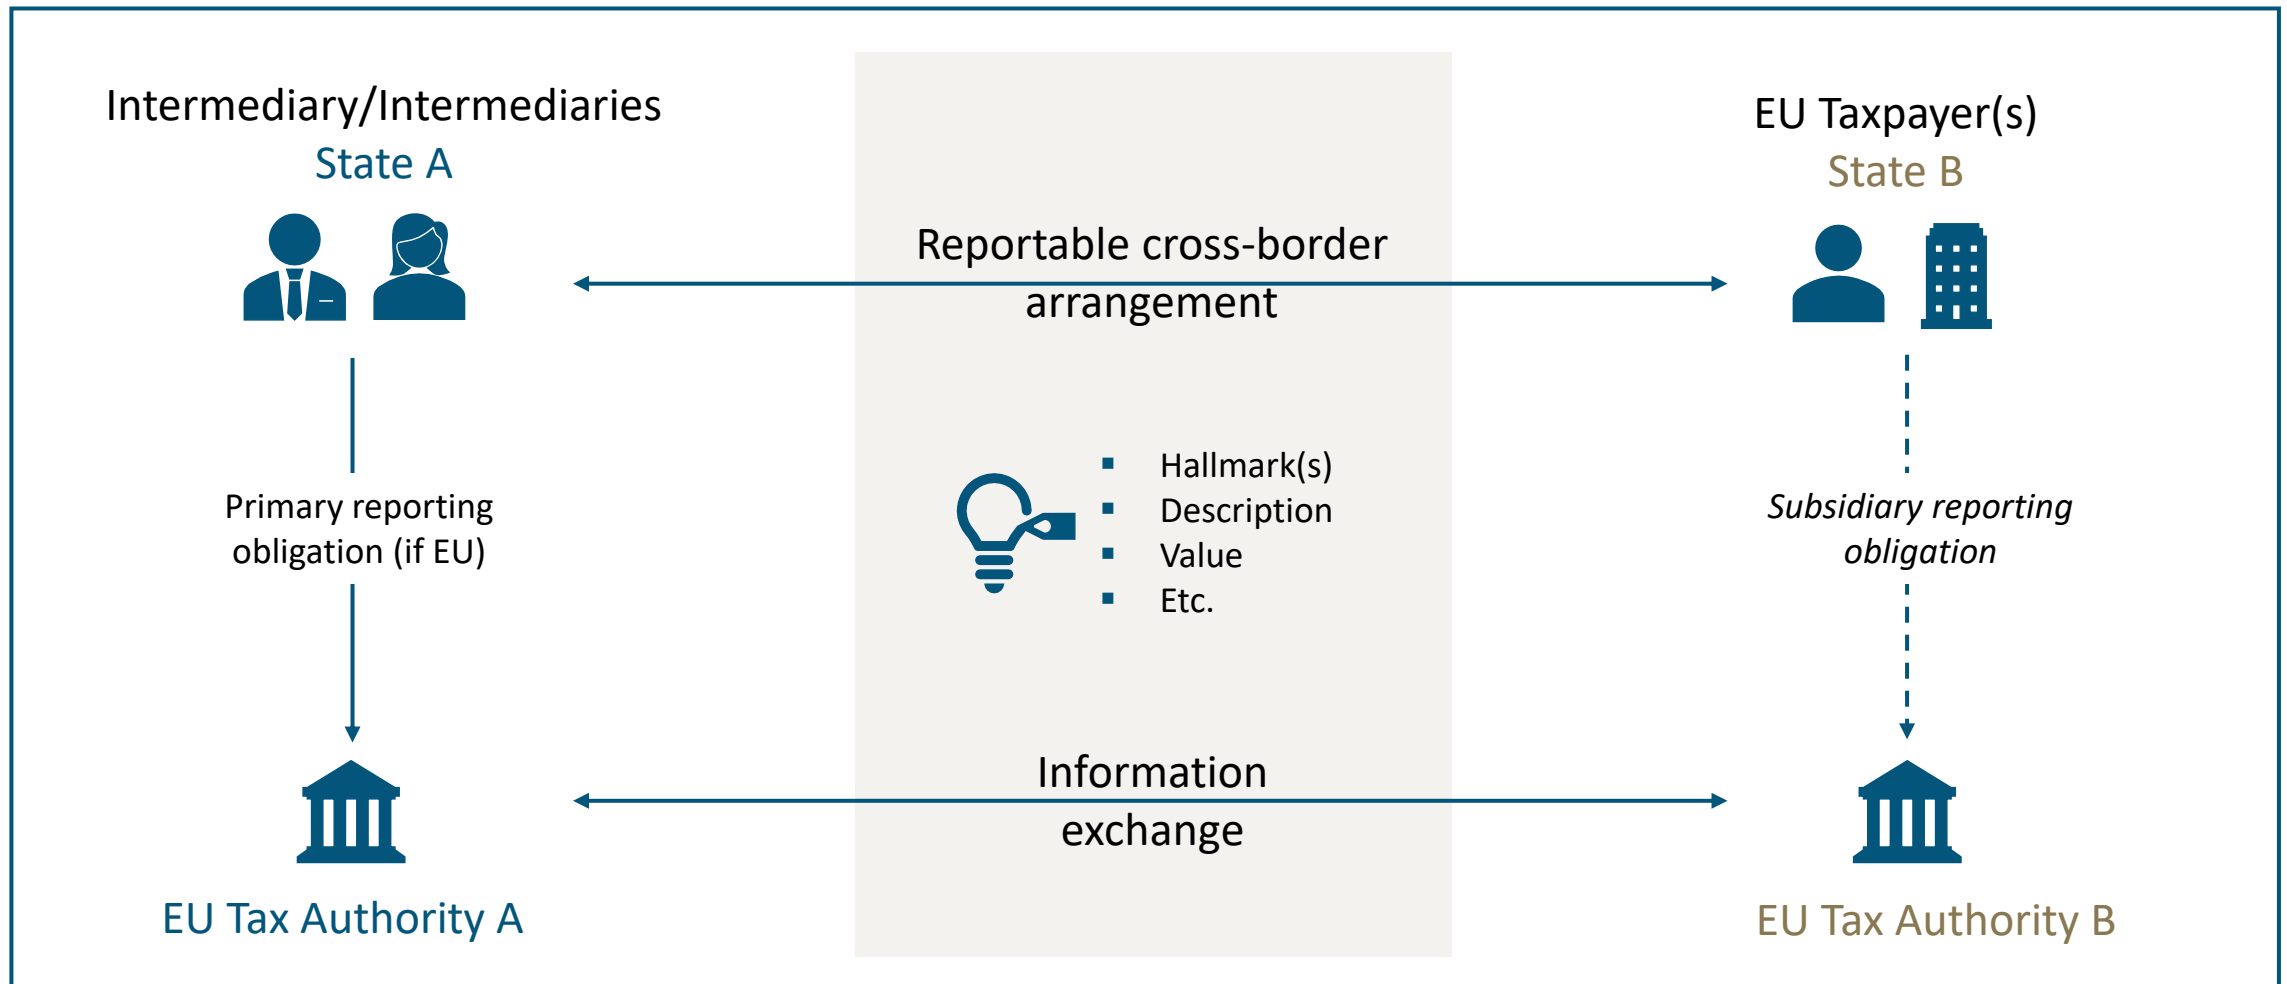 Intermediary/Intermediaries
State A
EU Taxpayer(s)
State B
Reportable cross-border
arrangement
Primary reporting
obligation (if EU)
▪ Hallmark(s)
▪ Description
▪ Value
▪ Etc.
Subsidiary reporting
obligation
Information
exchange
EU Tax Authority A
EU Tax Authority B